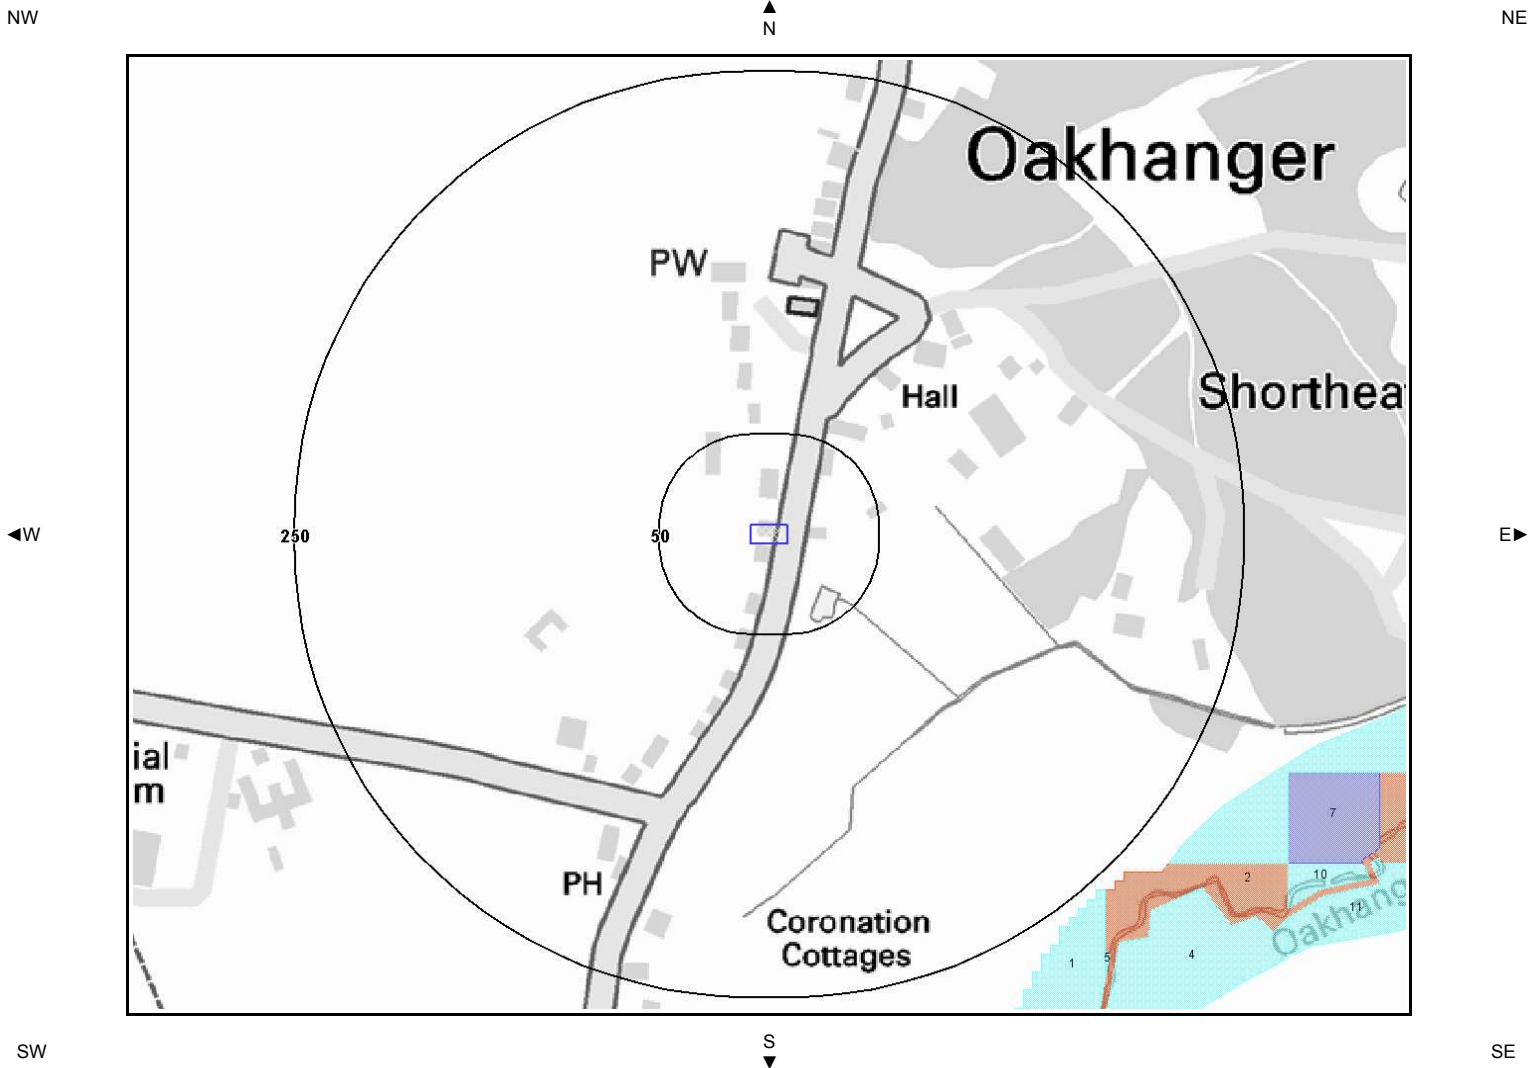 NW
▲
N
NE
Oakhanger
PW
Hall
Shorthea
◄W
250
50
E►
ial
m
7
PH
2
10
11
Coronation
Cottages
Oakhang
1
5
4
SW
S
▼
SE